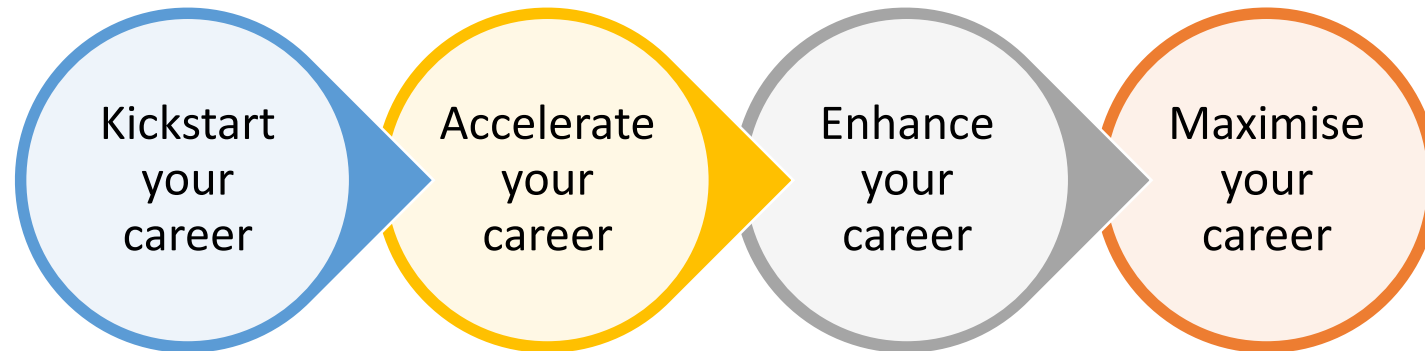 Kickstart
your
career
Accelerate
your
career
Enhance
your
career
Maximise
your
career